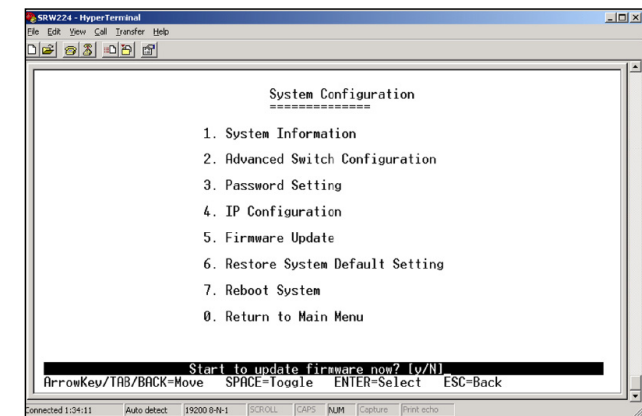 SRW224 - HyperTerminal
File Edit View Call Transfer Help
System Configuration
==============
1. System Information
2. Advanced Switch Configuration
3. Password Setting
4. IP Configuration
5. Firmware Update
6. Restore System Default Setting
7. Reboot System
0. Return to Main Menu
Start to update firmware now? [y/N]_
ArrowKey/TAB/BACK=Move SPACE=Toggle ENTER=Select ESC=Back
Connected 1:34:11 Auto detect 19200 8-N-1 SCROLL CAPS NUM Capture Print echo